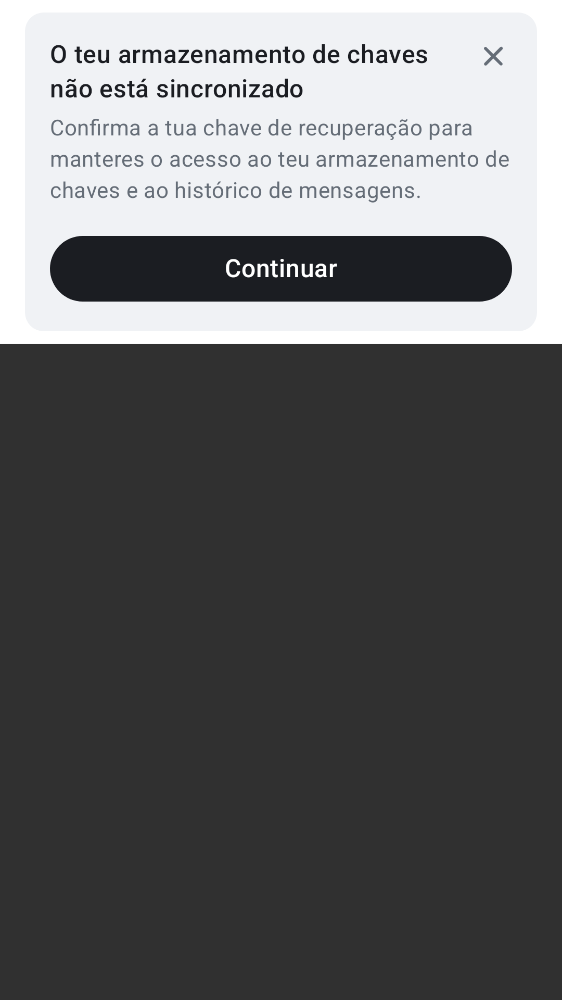 O teu armazenamento de chaves
não está sincronizado
Confirma a tua chave de recuperação para
manteres o acesso ao teu armazenamento de
chaves e ao histórico de mensagens.
Continuar